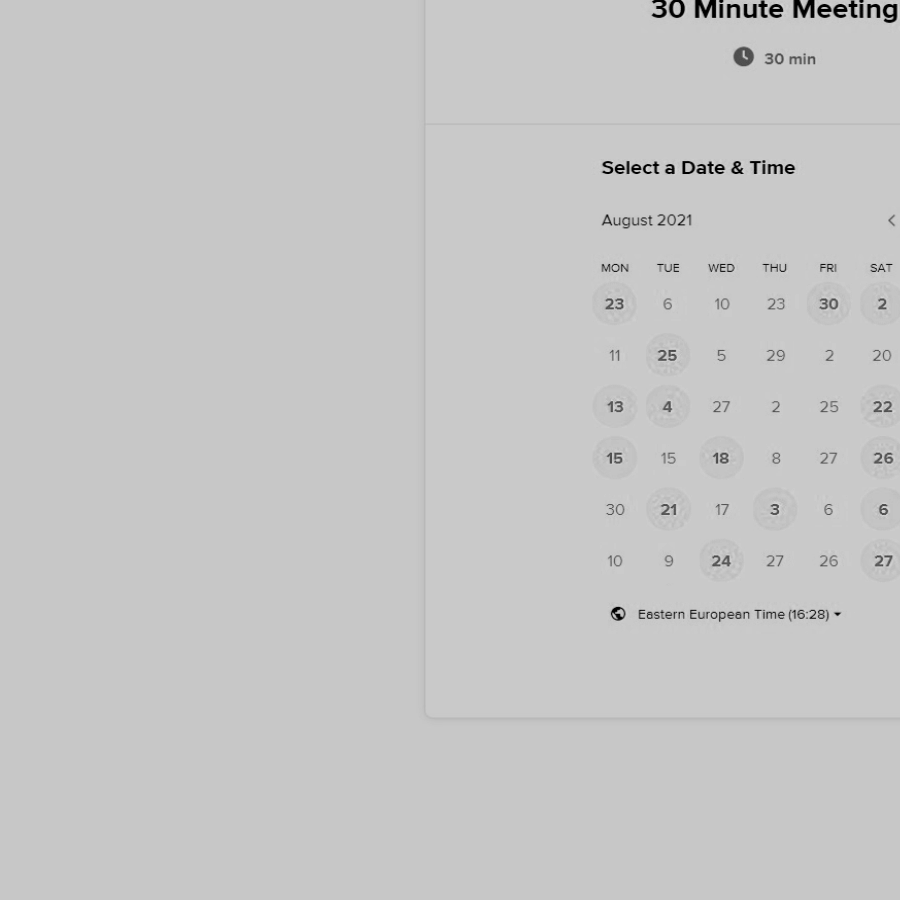 30 Minute Meeting
30 min
Select a Date & Time
August 2021
MON TUE WED THU FRI SAT
23 6 10 23 30 2
11 25 5 29 2 20
13 4 27 2 25 22
15 15 18 8 27 26
30 21 17 3 6 6
10 9 24 27 26 27
Eastern European Time (16:28)